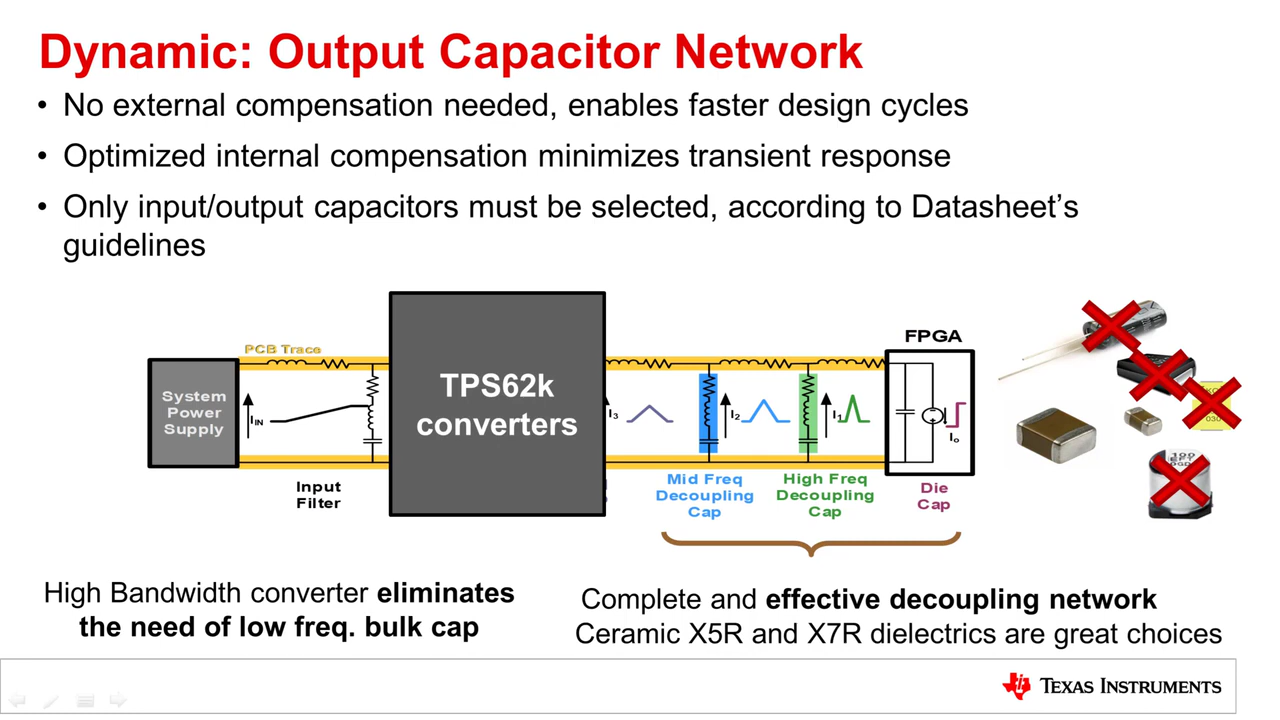 Dynamic: Output Capacitor Network
• No external compensation needed, enables faster design cycles
• Optimized internal compensation minimizes transient response
• Only input/output capacitors must be selected, according to Datasheet's
guidelines
PCB Trace
System
Power
Supply
IIN
Input
Filter
TPS62k
converters
I3
I2
I1
FPGA
Io
Mid Freq
Decoupling
Cap
High Freq
Decoupling
Cap
Die
Cap
High Bandwidth converter eliminates
the need of low freq. bulk cap
Complete and effective decoupling network
Ceramic X5R and X7R dielectrics are great choices
TEXAS INSTRUMENTS